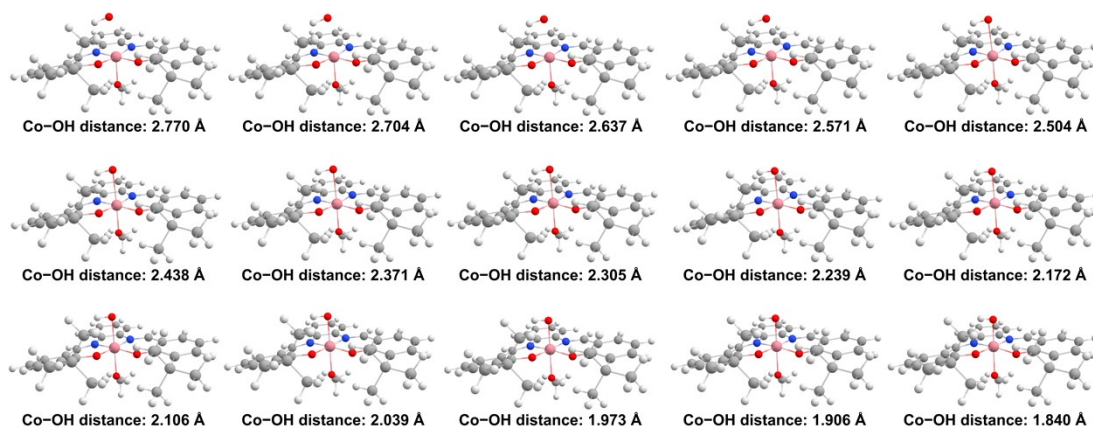 Co−OH distance: 2.770 Å
Co−OH distance: 2.704 Å
Co−OH distance: 2.637 Å
Co−OH distance: 2.571 Å
Co−OH distance: 2.504 Å
Co−OH distance: 2.438 Å
Co−OH distance: 2.371 Å
Co−OH distance: 2.305 Å
Co−OH distance: 2.239 Å
Co−OH distance: 2.172 Å
Co−OH distance: 2.106 Å
Co−OH distance: 2.039 Å
Co−OH distance: 1.973 Å
Co−OH distance: 1.906 Å
Co−OH distance: 1.840 Å